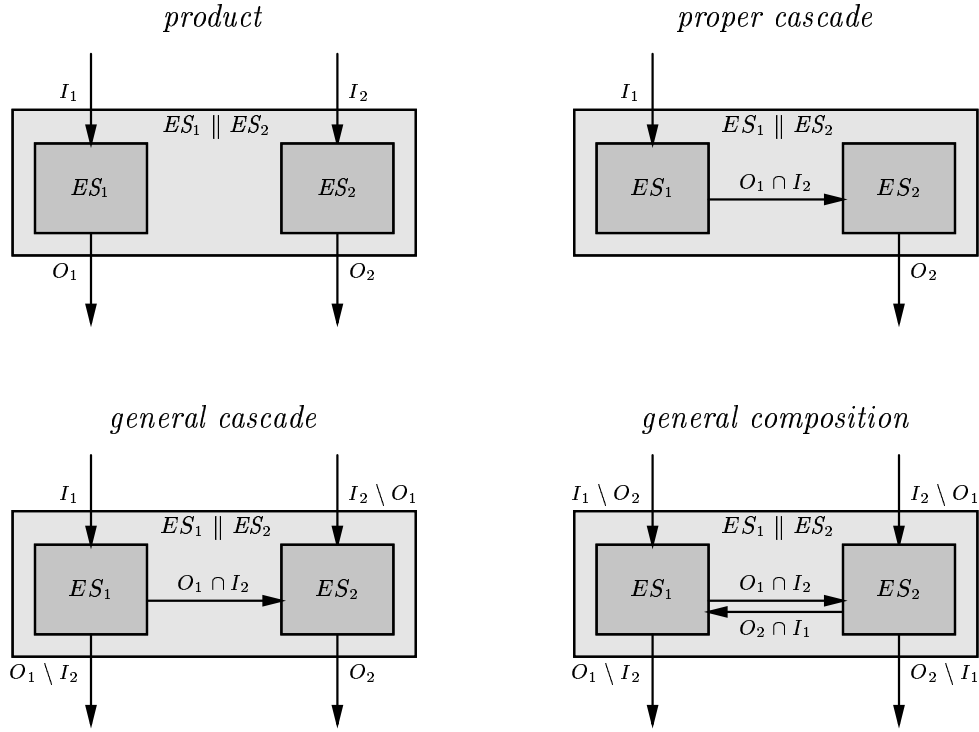 product
I₁ I₂
ES₁ ∥ ES₂
ES₁ ES₂
O₁ O₂
proper cascade
I₁
ES₁ ∥ ES₂
ES₁ O₁ ∩ I₂ ES₂
O₂
general cascade
I₁ I₂ \ O₁
ES₁ ∥ ES₂
ES₁ O₁ ∩ I₂ ES₂
O₁ \ I₂ O₂
general composition
I₁ \ O₂ I₂ \ O₁
ES₁ ∥ ES₂
ES₁ O₁ ∩ I₂ ES₂
O₂ ∩ I₁
O₁ \ I₂ O₂ \ I₁